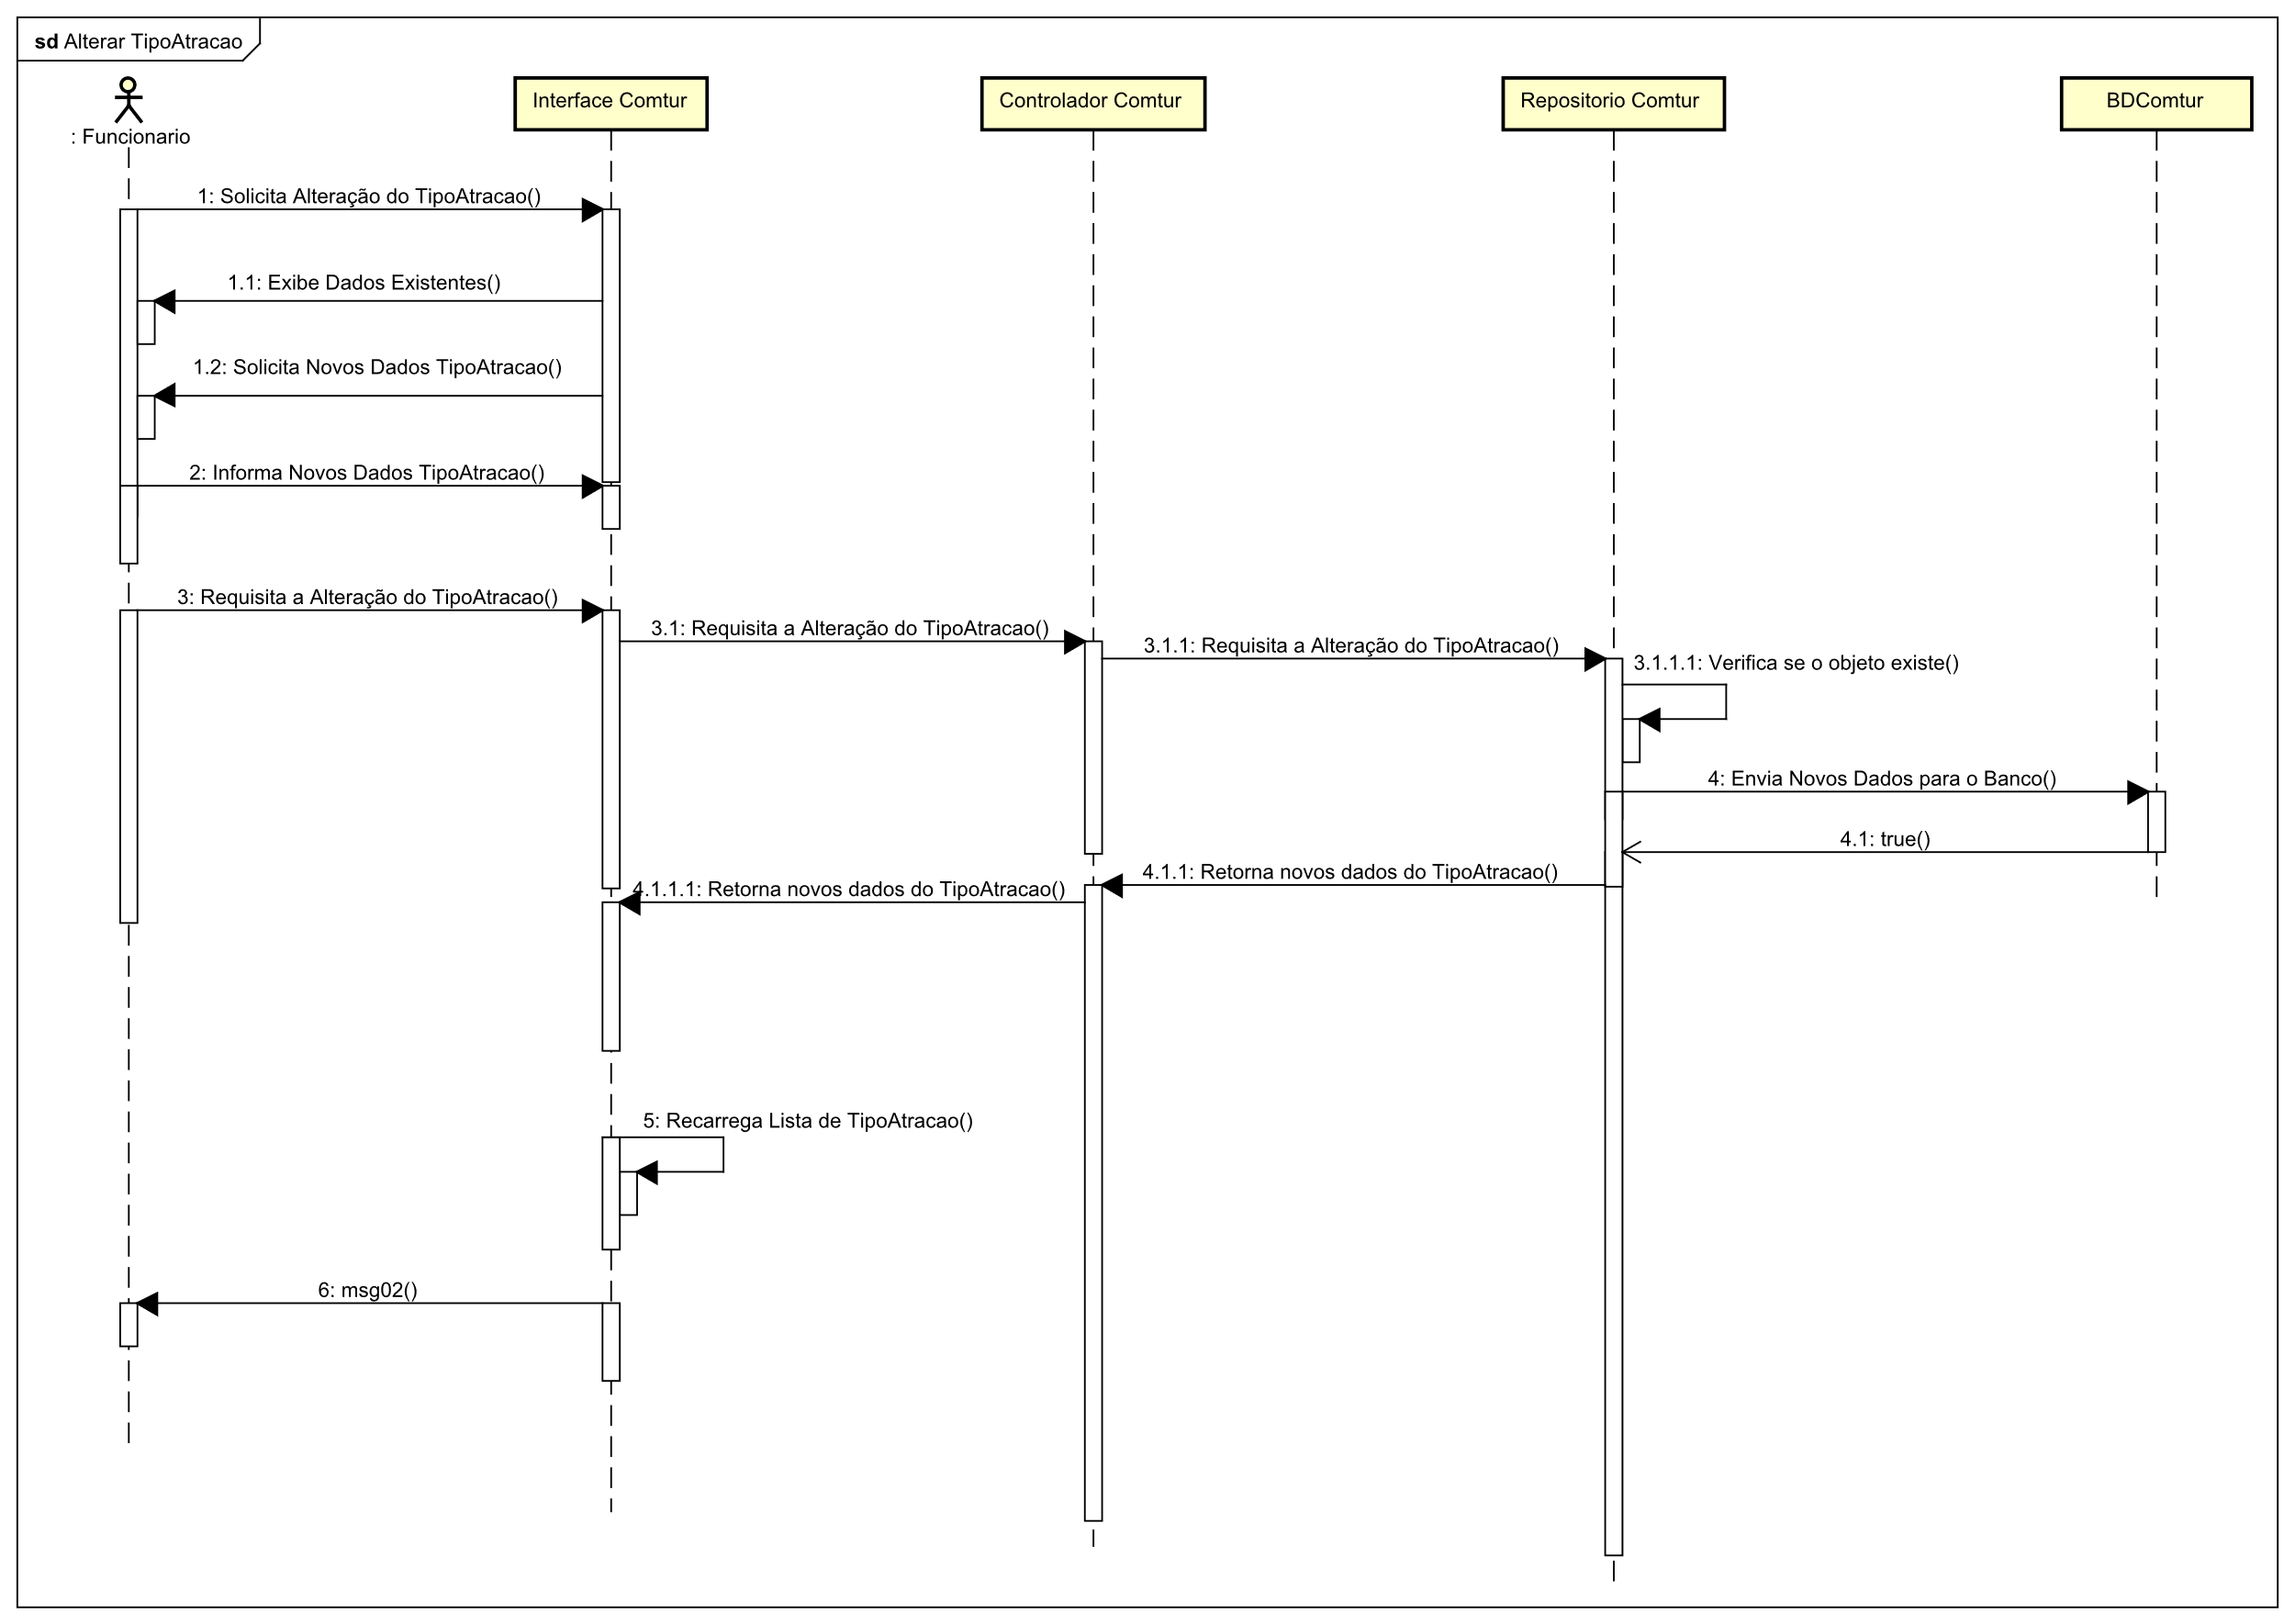 sd Alterar TipoAtracao
: Funcionario
Interface Comtur
Controlador Comtur
Repositorio Comtur
BDComtur
1: Solicita Alteração do TipoAtracao()
1.1: Exibe Dados Existentes()
1.2: Solicita Novos Dados TipoAtracao()
2: Informa Novos Dados TipoAtracao()
3: Requisita a Alteração do TipoAtracao()
3.1: Requisita a Alteração do TipoAtracao()
3.1.1: Requisita a Alteração do TipoAtracao()
3.1.1.1: Verifica se o objeto existe()
4: Envia Novos Dados para o Banco()
4.1: true()
4.1.1: Retorna novos dados do TipoAtracao()
4.1.1.1: Retorna novos dados do TipoAtracao()
5: Recarrega Lista de TipoAtracao()
6: msg02()